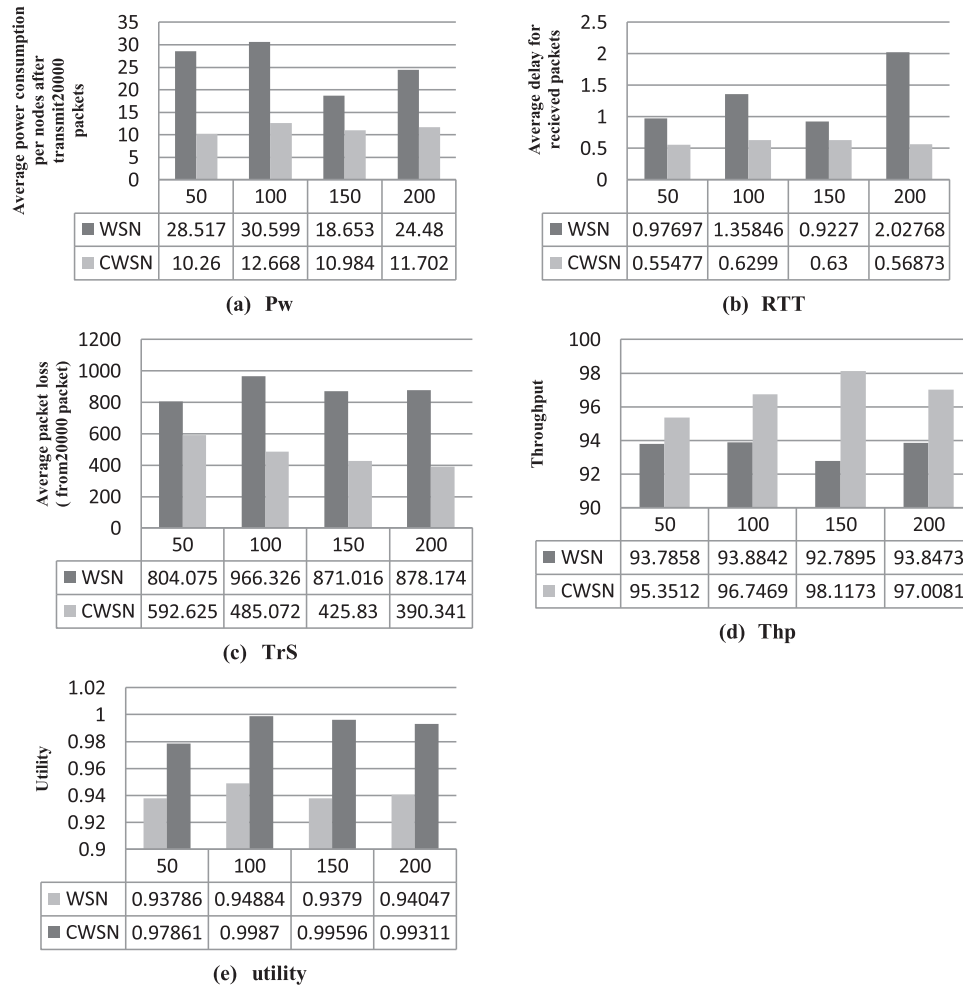 Average power consumption
per nodes after
transmit20000
packets
35
30
25
20
15
10
5
0
50 100 150 200
WSN 28.517 30.599 18.653 24.48
CWSN 10.26 12.668 10.984 11.702
(a) Pw
Average delay for
recieved packets
2.5
2
1.5
1
0.5
0
50 100 150 200
WSN 0.97697 1.35846 0.9227 2.02768
CWSN 0.55477 0.6299 0.63 0.56873
(b) RTT
Average packet loss
( from20000 packet)
1200
1000
800
600
400
200
0
50 100 150 200
WSN 804.075 966.326 871.016 878.174
CWSN 592.625 485.072 425.83 390.341
(c) TrS
Throughput
100
98
96
94
92
90
50 100 150 200
WSN 93.7858 93.8842 92.7895 93.8473
CWSN 95.3512 96.7469 98.1173 97.0081
(d) Thp
Utility
1.02
1
0.98
0.96
0.94
0.92
0.9
50 100 150 200
WSN 0.93786 0.94884 0.9379 0.94047
CWSN 0.97861 0.9987 0.99596 0.99311
(e) utility